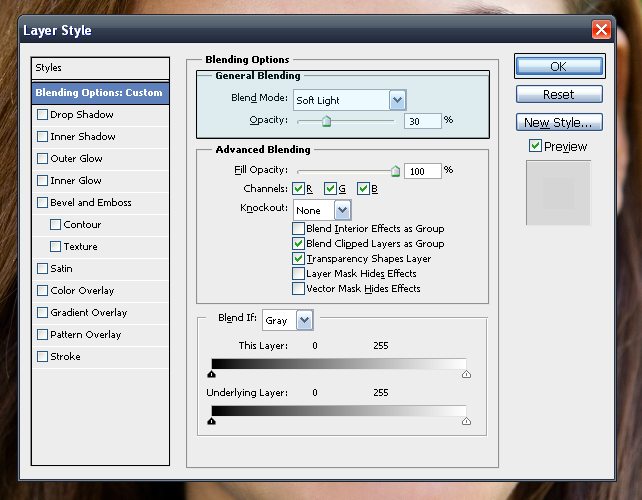 Layer Style
Styles
Blending Options: Custom
Drop Shadow
Inner Shadow
Outer Glow
Inner Glow
Bevel and Emboss
Contour
Texture
Satin
Color Overlay
Gradient Overlay
Pattern Overlay
Stroke
Blending Options
General Blending
Blend Mode: Soft Light
Opacity: 30 %
Advanced Blending
Fill Opacity: 100 %
Channels: R G B
Knockout: None
Blend Interior Effects as Group
Blend Clipped Layers as Group
Transparency Shapes Layer
Layer Mask Hides Effects
Vector Mask Hides Effects
Blend If: Gray
This Layer: 0 255
Underlying Layer: 0 255
OK
Reset
New Style...
Preview